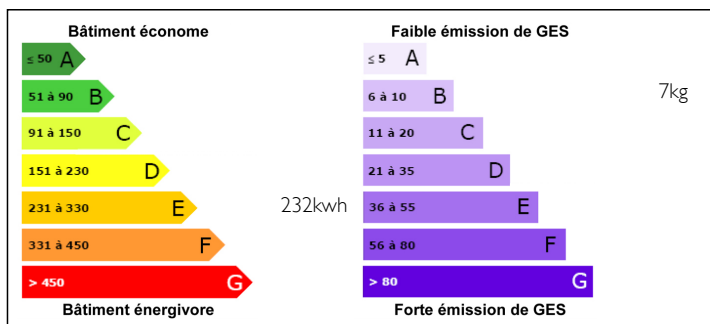 Bâtiment économe
≤ 50 A
51 à 90 B
91 à 150 C
151 à 230 D
231 à 330 E
232kwh
331 à 450 F
> 450 G
Bâtiment énergivore
Faible émission de GES
≤ 5 A
6 à 10 B
7kg
11 à 20 C
21 à 35 D
36 à 55 E
56 à 80 F
> 80 G
Forte émission de GES